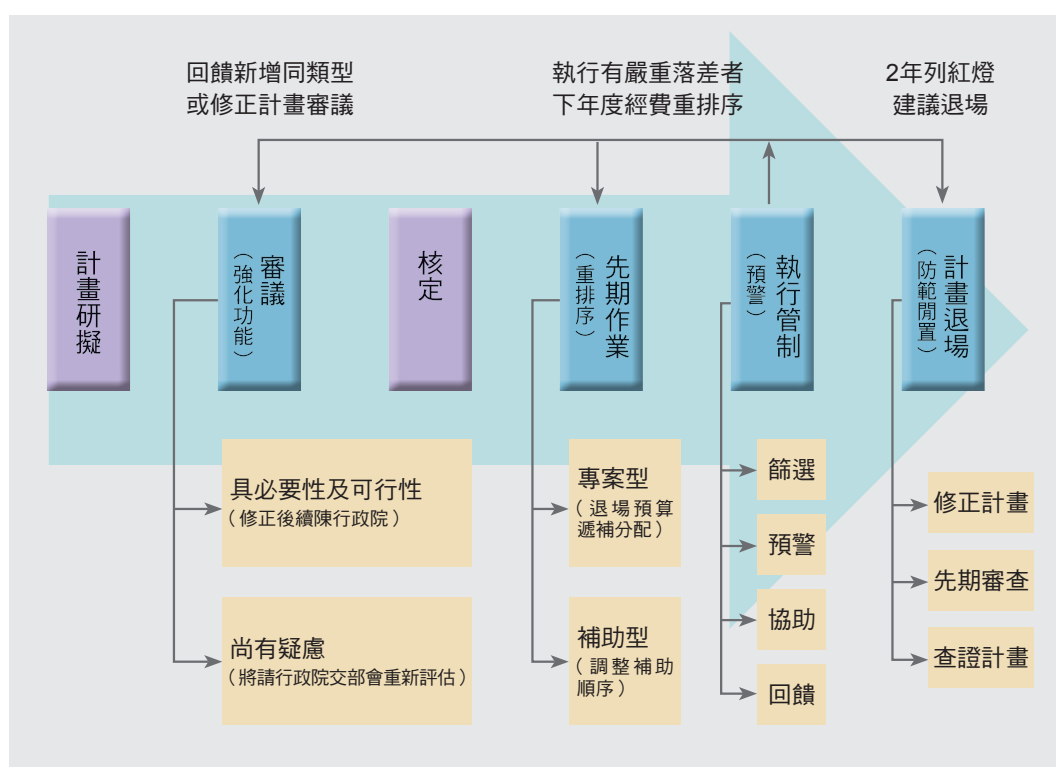 回饋新增同類型
或修正計畫審議
執行有嚴重落差者
下年度經費重排序
2年列紅燈
建議退場
計畫研擬
審議
（強化功能）
核定
先期作業
（重排序）
執行管制
（預警）
計畫退場
（防範閒置）
具必要性及可行性
（修正後續陳行政院）
尚有疑慮
（將請行政院交部會重新評估）
專案型
（退場預算
遞補分配）
補助型
（調整補助
順序）
篩選
預警
協助
回饋
修正計畫
先期審查
查證計畫